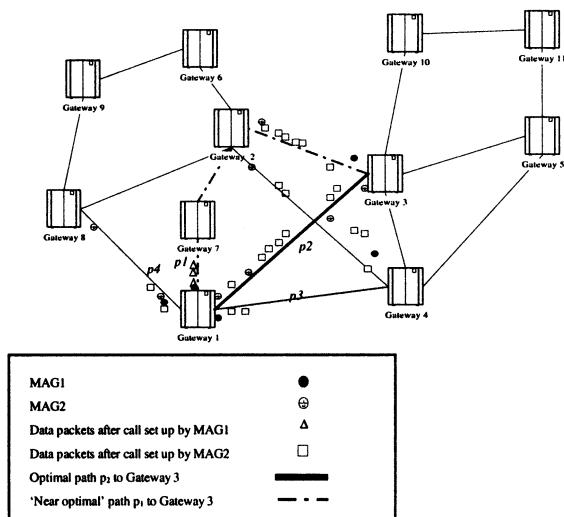 Gateway 6
Gateway 10
Gateway 11
Gateway 9
Gateway 2
Gateway 5
Gateway 3
Gateway 8
Gateway 7
p1
p2
p4
p3
Gateway 1
Gateway 4
MAG1
MAG2
Data packets after call set up by MAG1
Data packets after call set up by MAG2
Optimal path p₂ to Gateway 3
‘Near optimal’ path p₁ to Gateway 3